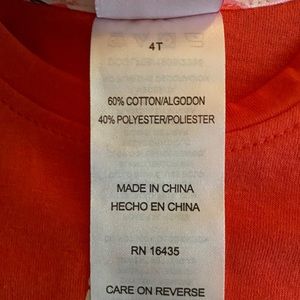 4T
60% COTTON/ALGODON
40% POLYESTER/POLIESTER
MADE IN CHINA
HECHO EN CHINA
RN 16435
CARE ON REVERSE